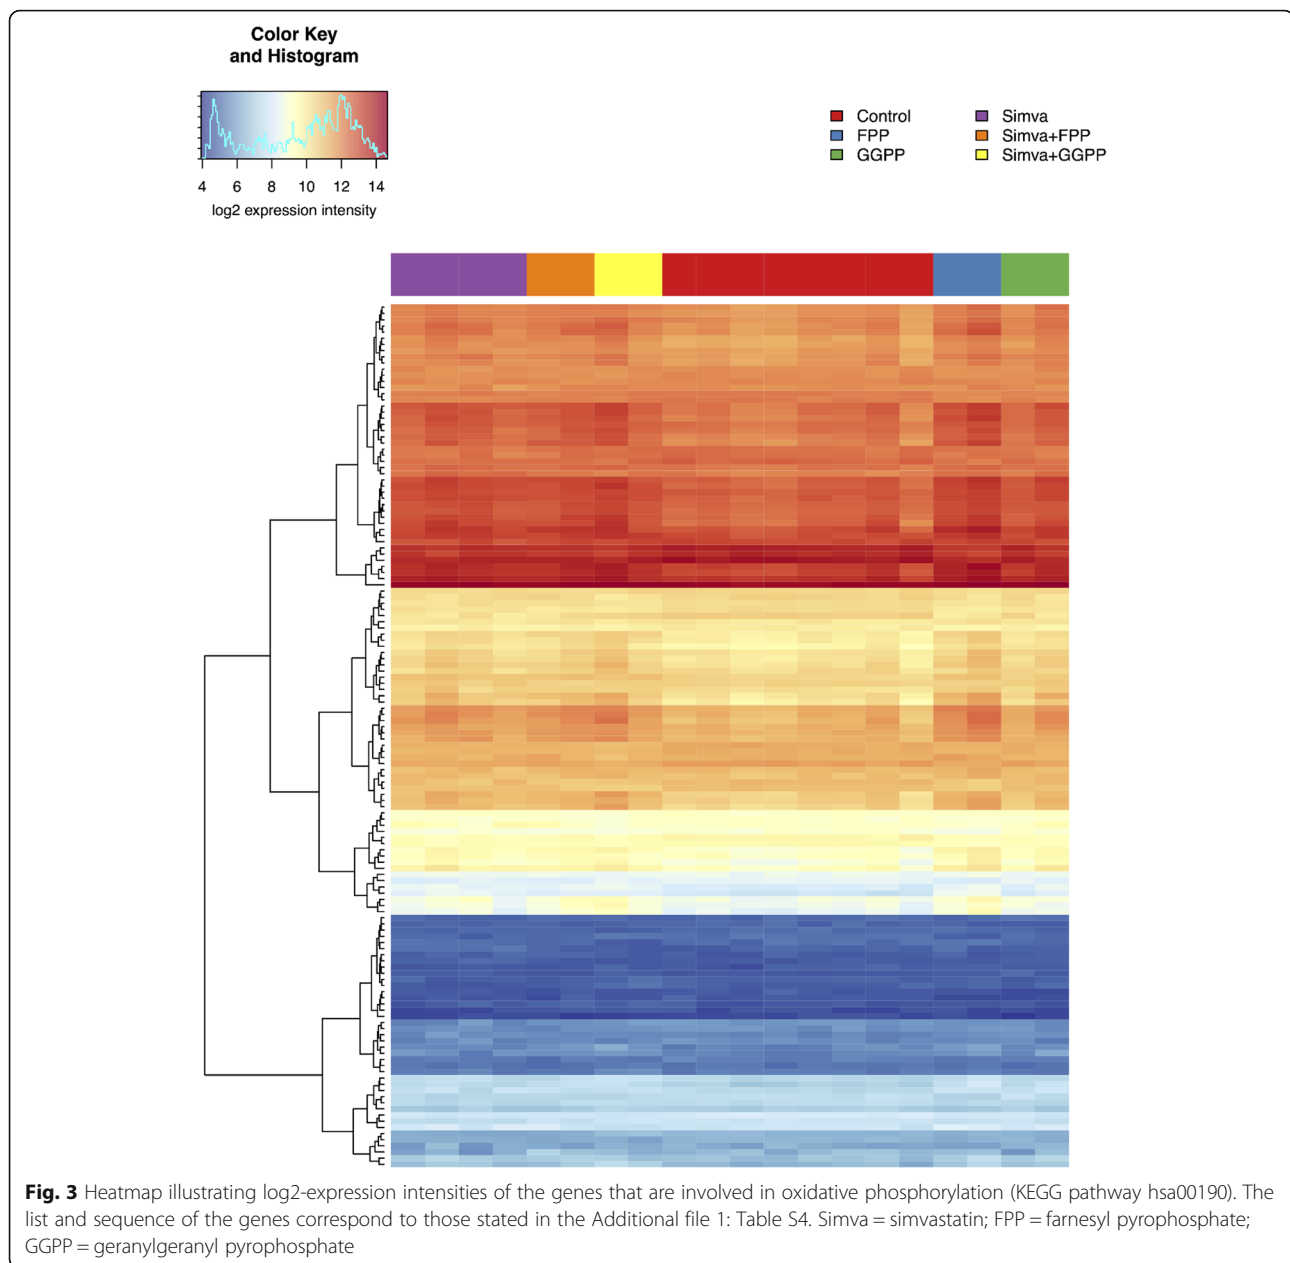 Color Key
and Histogram
4 6 8 10 12 14
log2 expression intensity
Control
FPP
GGPP
Simva
Simva+FPP
Simva+GGPP
Fig. 3 Heatmap illustrating log2-expression intensities of the genes that are involved in oxidative phosphorylation (KEGG pathway hsa00190). The
list and sequence of the genes correspond to those stated in the Additional file 1: Table S4. Simva = simvastatin; FPP = farnesyl pyrophosphate;
GGPP = geranylgeranyl pyrophosphate